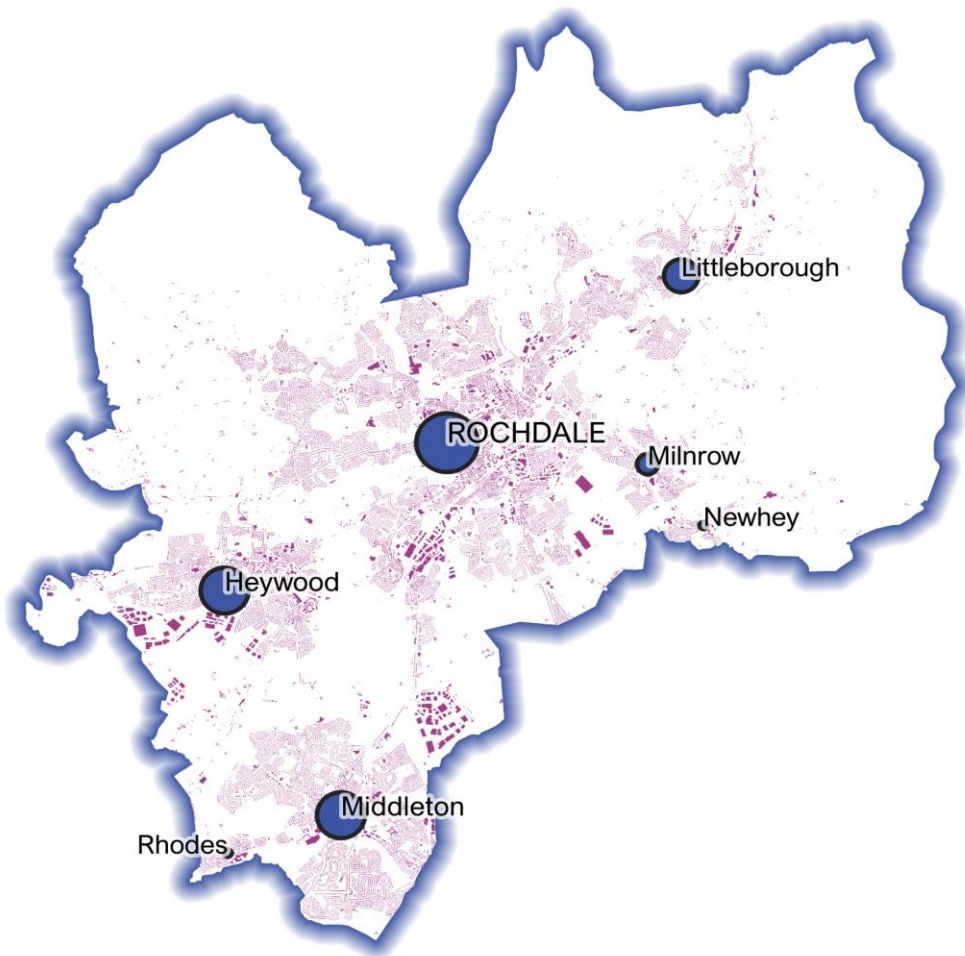 Littleborough
ROCHDALE
Milnrow
Newhey
Heywood
Middleton
Rhodes